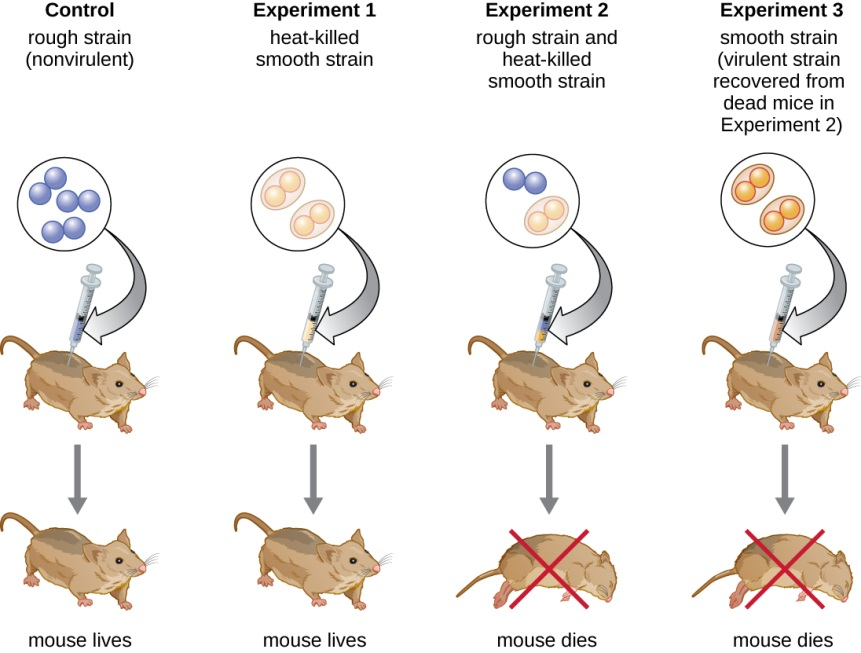 Control
rough strain
(nonvirulent)
Experiment 1
heat-killed
smooth strain
Experiment 2
rough strain and
heat-killed
smooth strain
Experiment 3
smooth strain
(virulent strain
recovered from
dead mice in
Experiment 2)
mouse lives
mouse lives
mouse dies
mouse dies